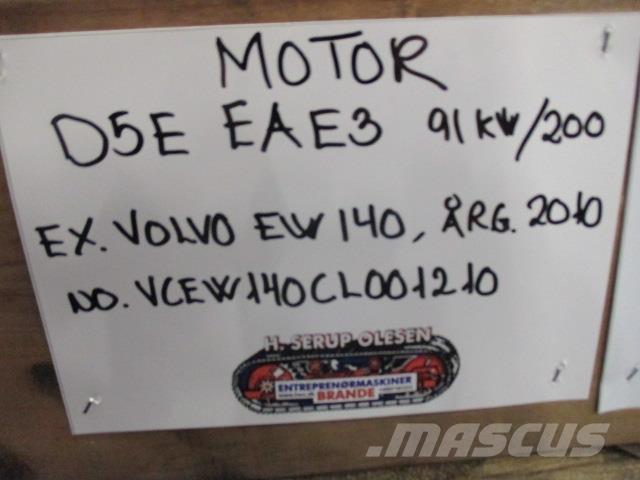 MOTOR
D5E EAE3 91kW/200
EX. VOLVO EW140, ÅRG. 2010
NO. VCEW140CL001210
H. SERUP OLESEN
ENTREPRENØRMASKINER
BRANDE
.mascus